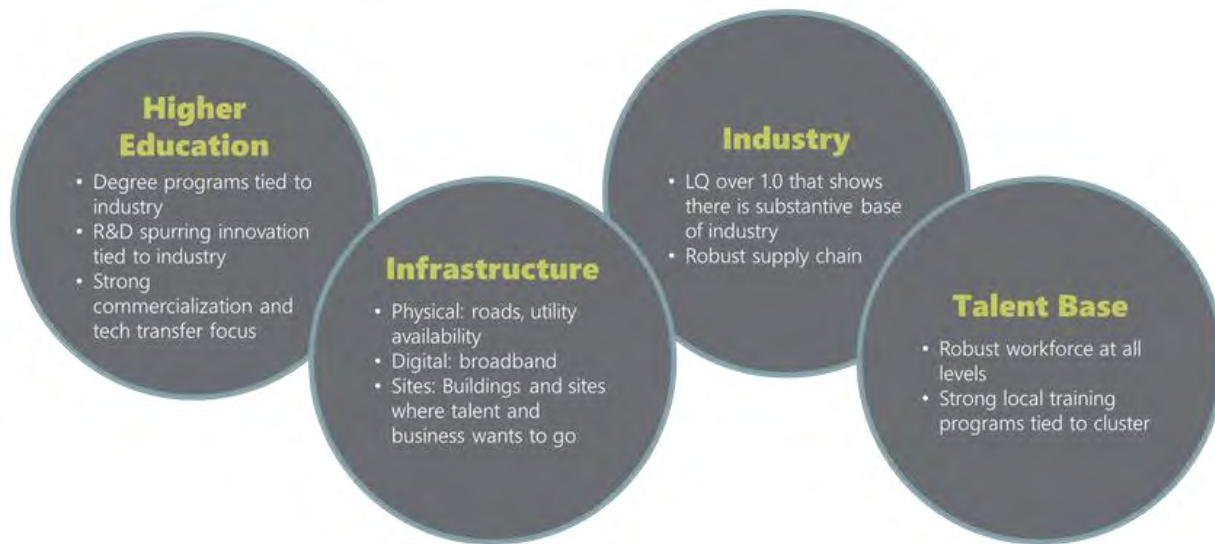 Higher
Education
• Degree programs tied to
industry
• R&D spurring innovation
tied to industry
• Strong
commercialization and
tech transfer focus
Infrastructure
• Physical: roads, utility
availability
• Digital: broadband
• Sites: Buildings and sites
where talent and
business wants to go
Industry
• LQ over 1.0 that shows
there is substantive base
of industry
• Robust supply chain
Talent Base
• Robust workforce at all
levels
• Strong local training
programs tied to cluster